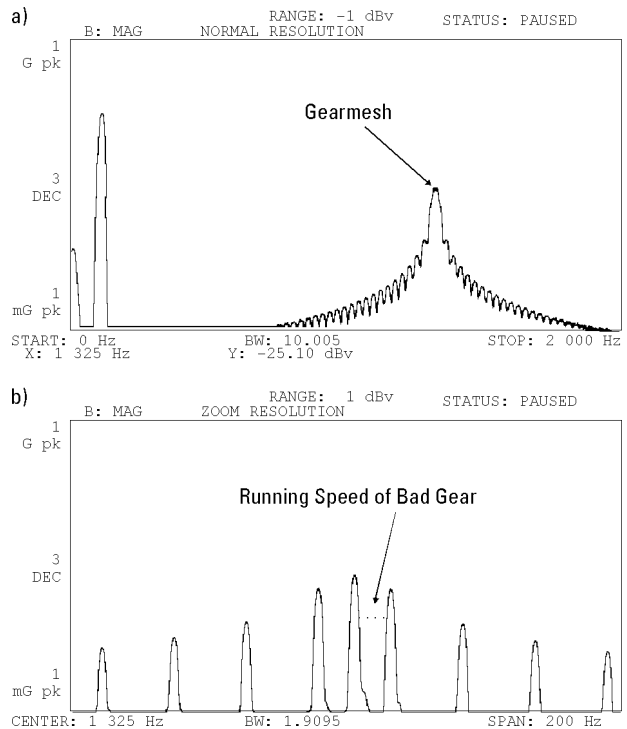 a)
RANGE: -1 dBv
STATUS: PAUSED
B: MAG
NORMAL RESOLUTION
1
G pk
Gearmesh
3
DEC
1
mG pk
START: 0 Hz
BW: 10.005
STOP: 2 000 Hz
X: 1 325 Hz
Y: -25.10 dBv
b)
RANGE: 1 dBv
STATUS: PAUSED
B: MAG
ZOOM RESOLUTION
1
G pk
Running Speed of Bad Gear
3
DEC
1
mG pk
CENTER: 1 325 Hz
BW: 1.9095
SPAN: 200 Hz